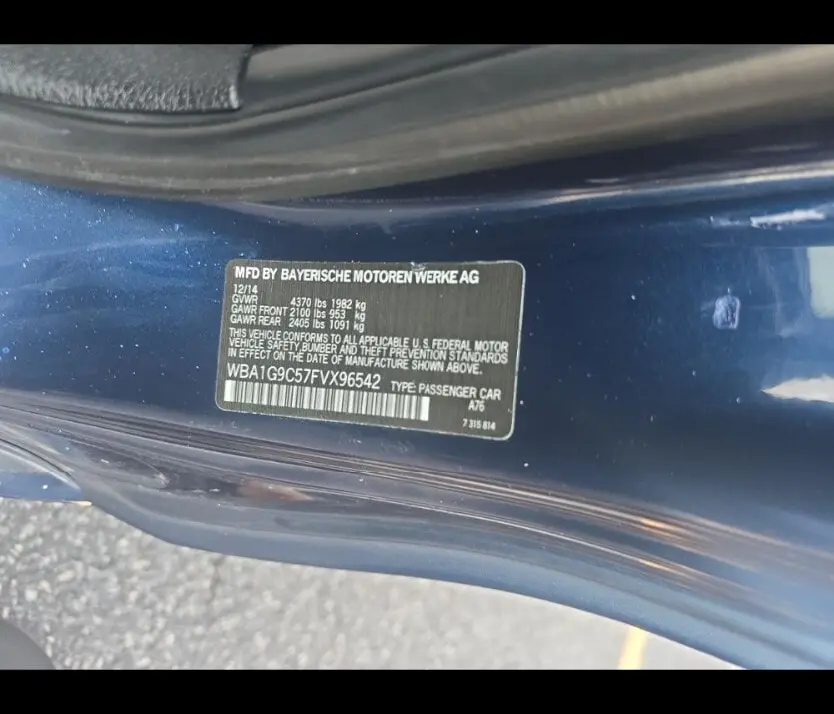 MFD BY BAYERISCHE MOTOREN WERKE AG
12/14
GVWR 4370 lbs 1982 kg
GAWR FRONT 2100 lbs 953 kg
GAWR REAR 2405 lbs 1091 kg
THIS VEHICLE CONFORMS TO ALL APPLICABLE U.S. FEDERAL MOTOR
VEHICLE SAFETY, BUMPER AND THEFT PREVENTION STANDARDS
IN EFFECT ON THE DATE OF MANUFACTURE SHOWN ABOVE.
WBA1G9C57FVX96542 TYPE: PASSENGER CAR
A76
7 315 814